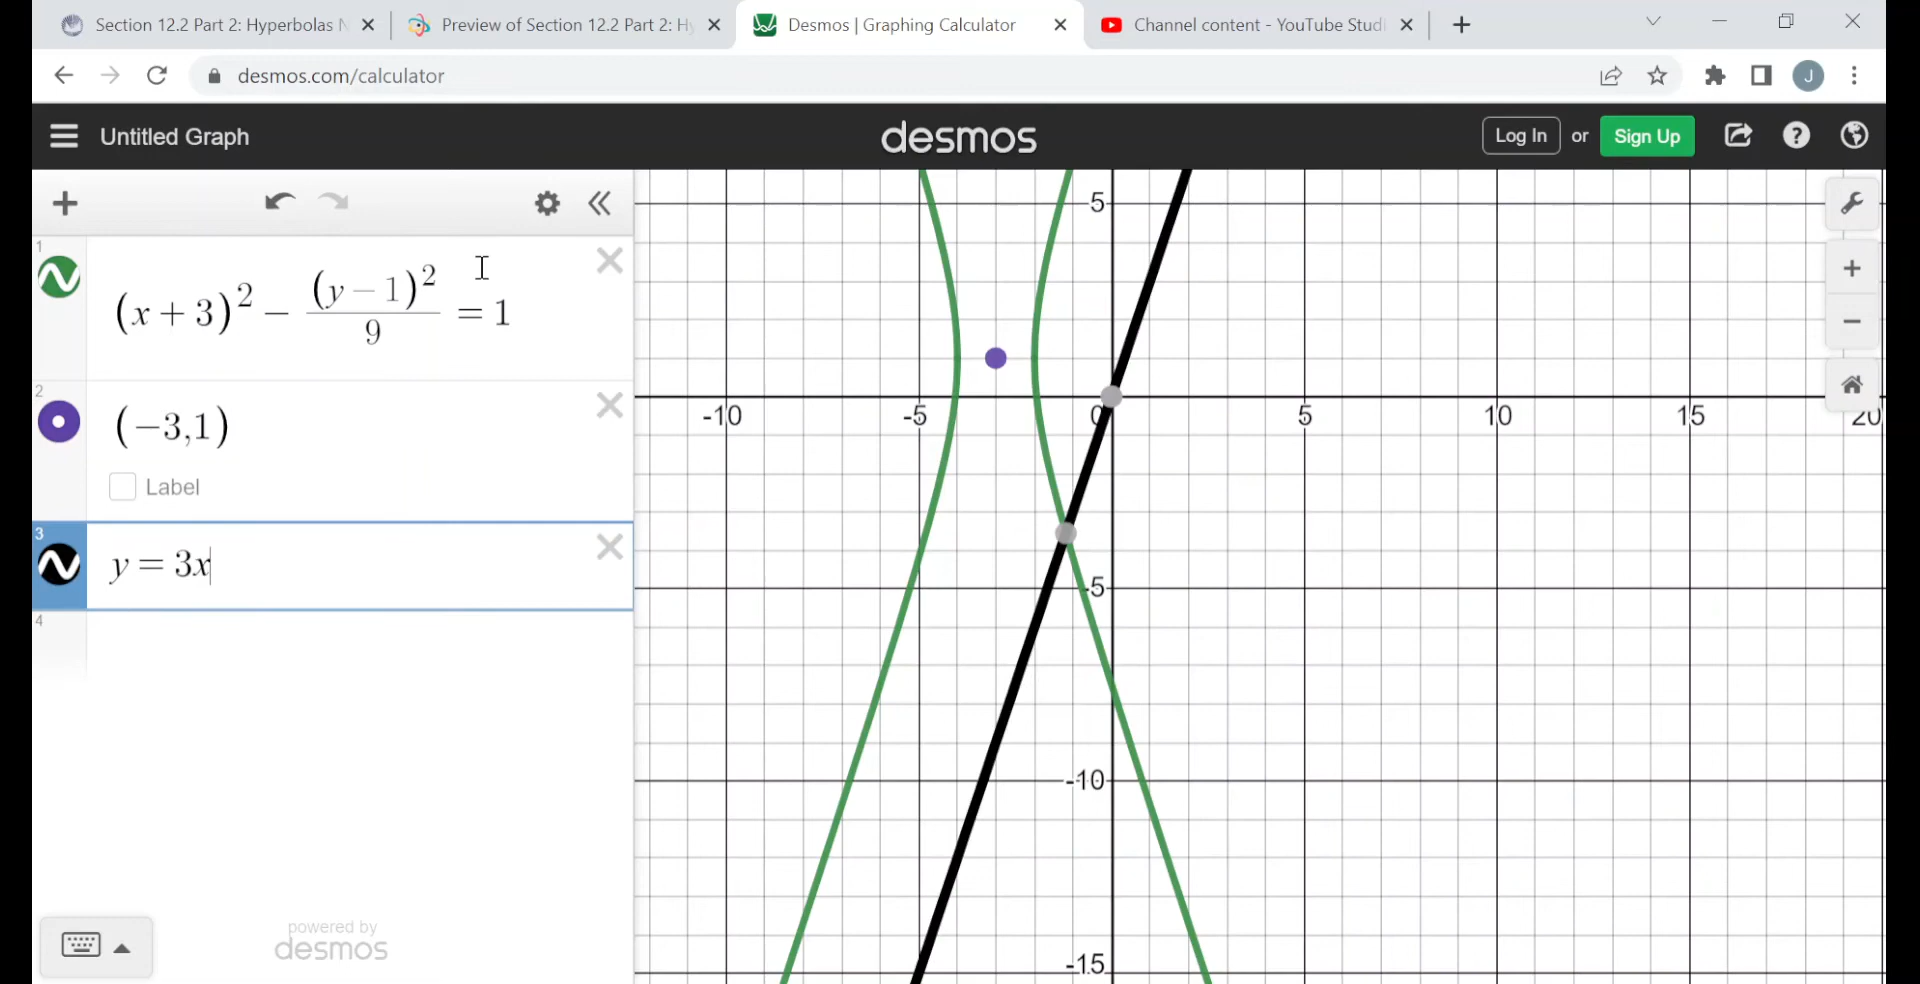 Section 12.2 Part 2: Hyperbolas
Preview of Section 12.2 Part 2:
Desmos | Graphing Calculator
Channel content - YouTube Studi
desmos.com/calculator
J
Untitled Graph
desmos
Log In or Sign Up
1
(x + 3)² − (y − 1)²/9 = 1
2
(−3,1)
Label
3
y = 3x
4
powered by
desmos
5
-10 -5 0 5 10 15 20
-5
-10
-15